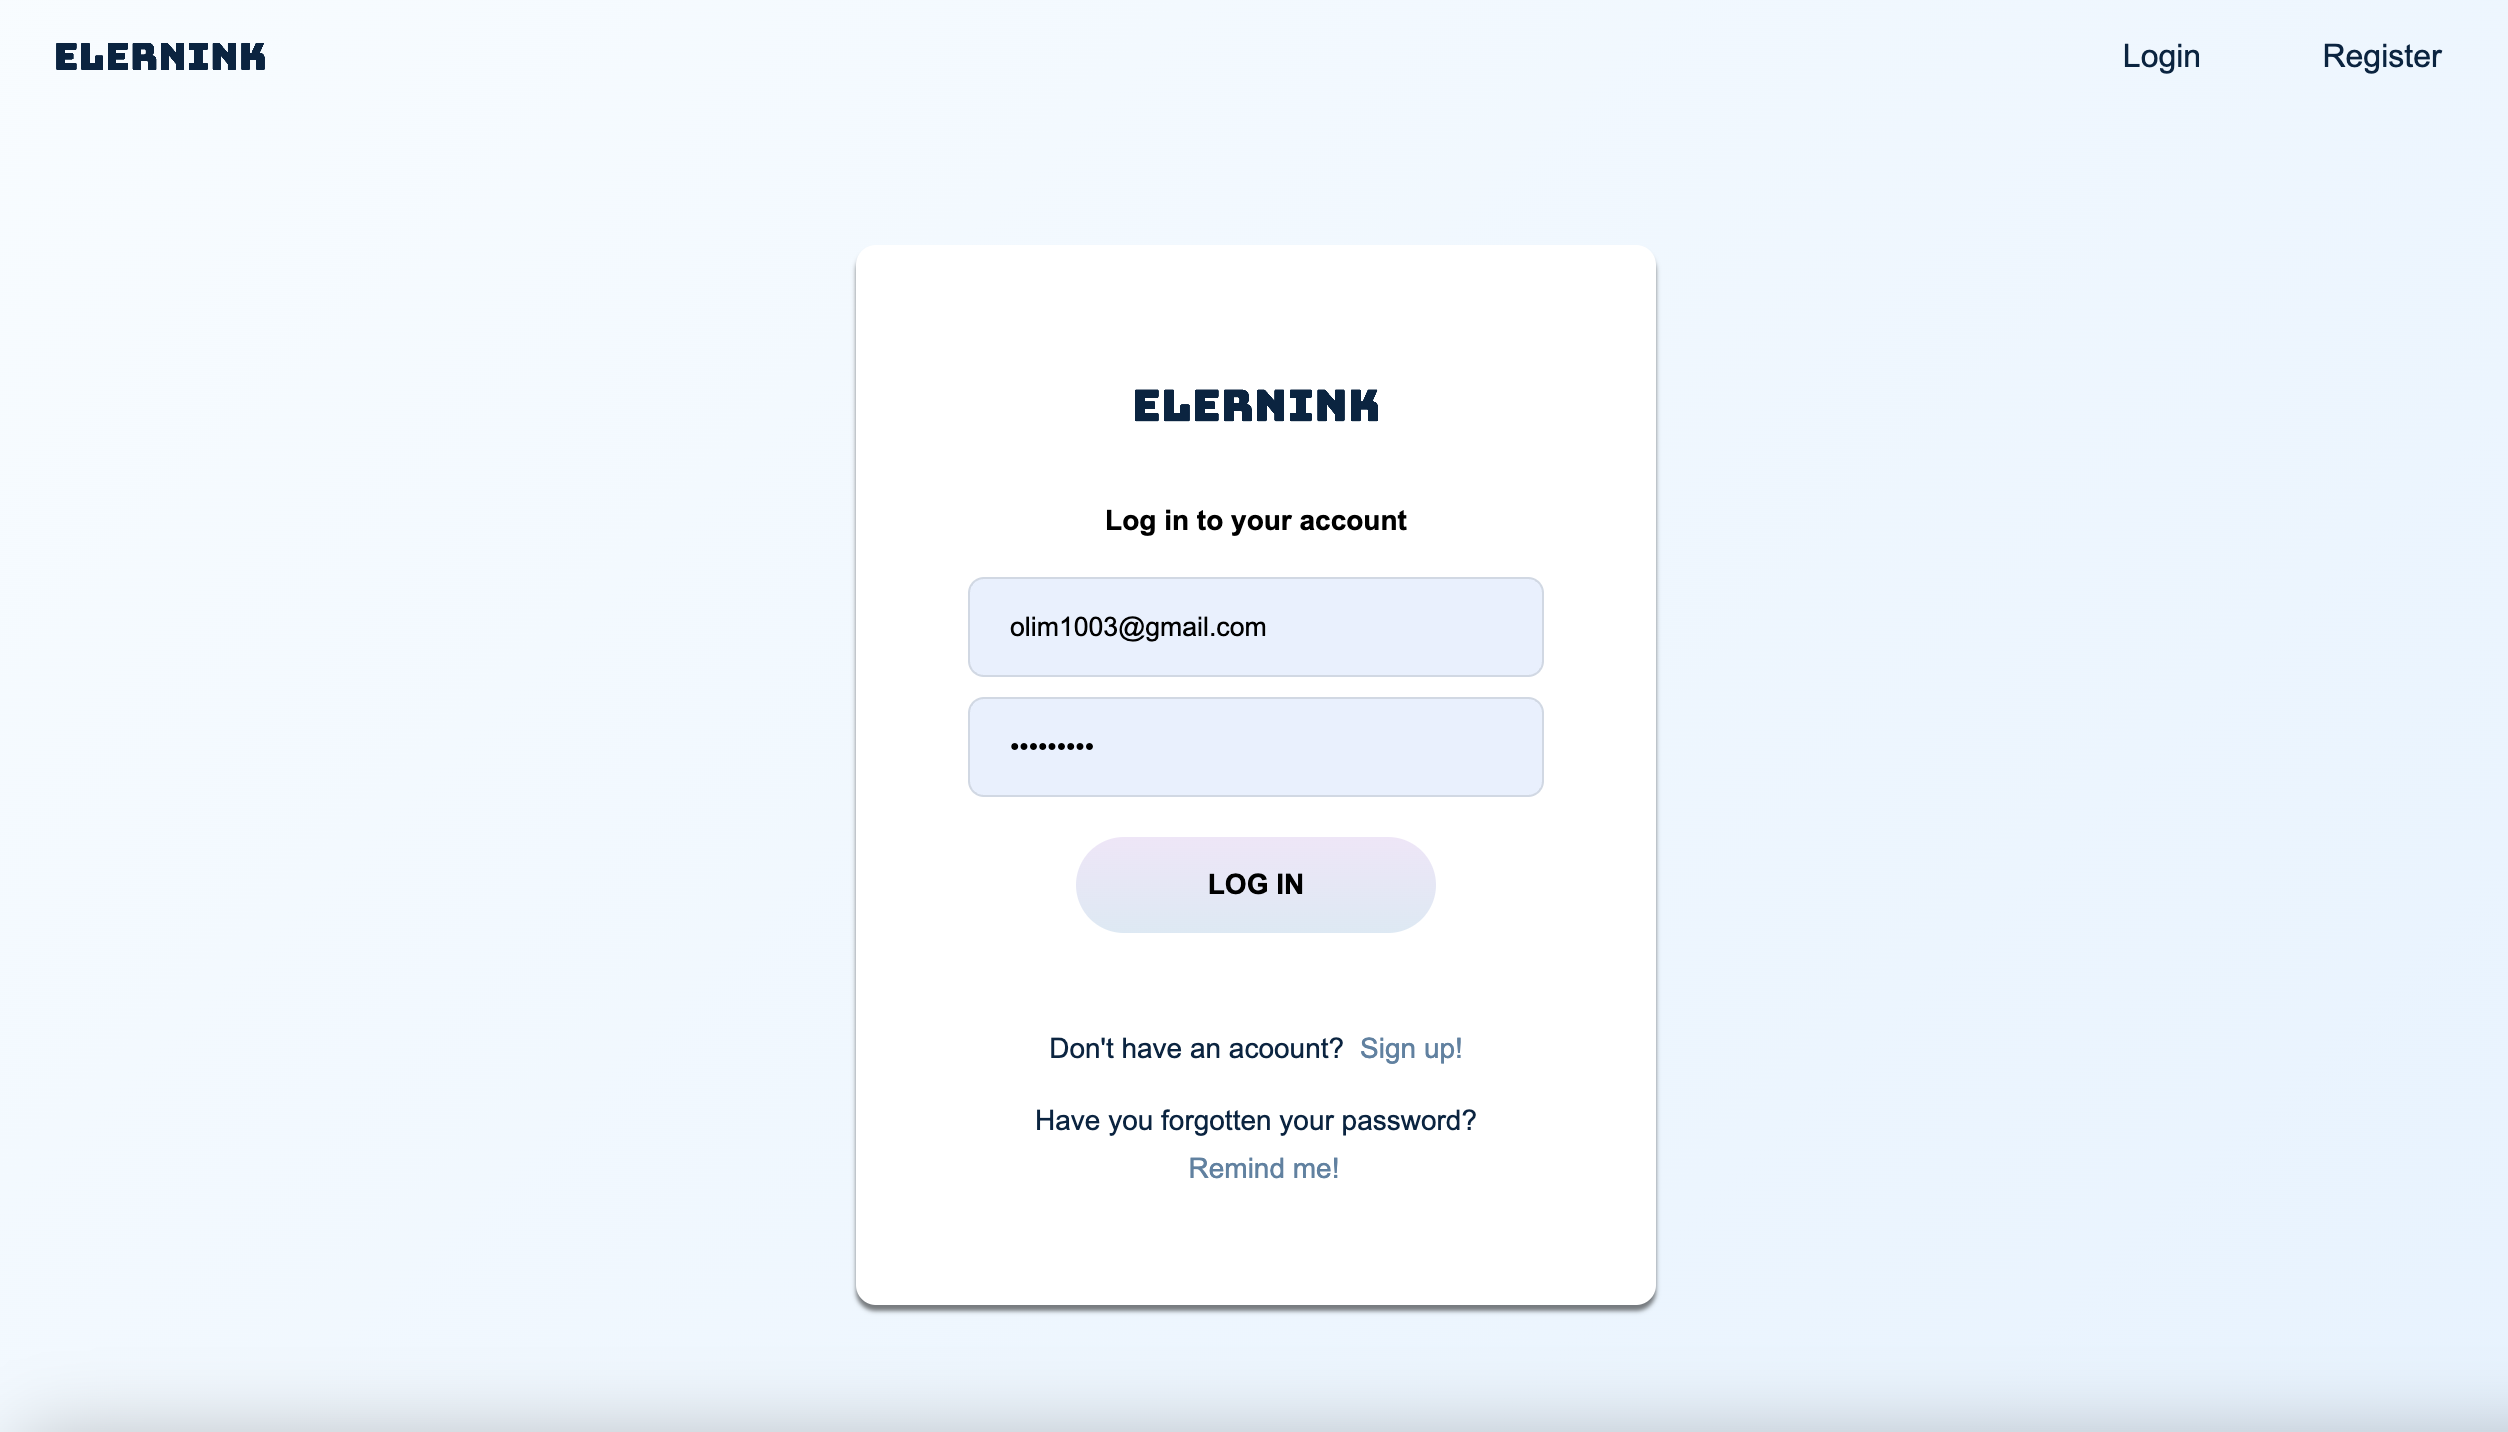 ELERNINK
Login
Register
ELERNINK
Log in to your account
olim1003@gmail.com
•••••••••
LOG IN
Don't have an acoount? Sign up!
Have you forgotten your password?
Remind me!